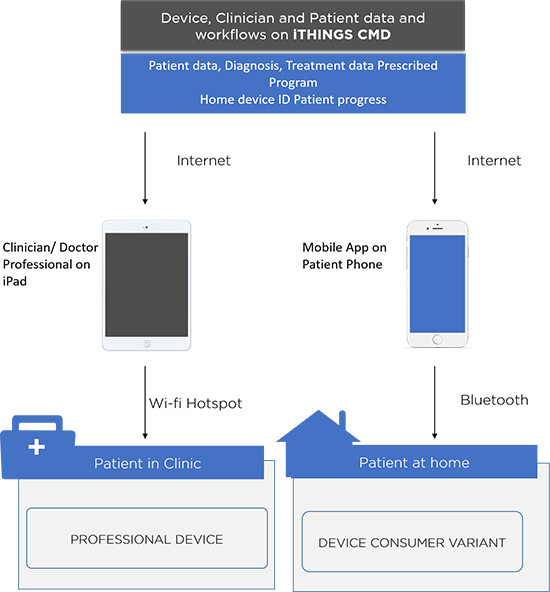 Device, Clinician and Patient data and
workflows on iTHINGS CMD
Patient data, Diagnosis, Treatment data Prescribed
Program
Home device ID Patient progress
Internet
Internet
Clinician/ Doctor
Professional on
iPad
Mobile App on
Patient Phone
Wi-fi Hotspot
Bluetooth
Patient in Clinic
Patient at home
PROFESSIONAL DEVICE
DEVICE CONSUMER VARIANT